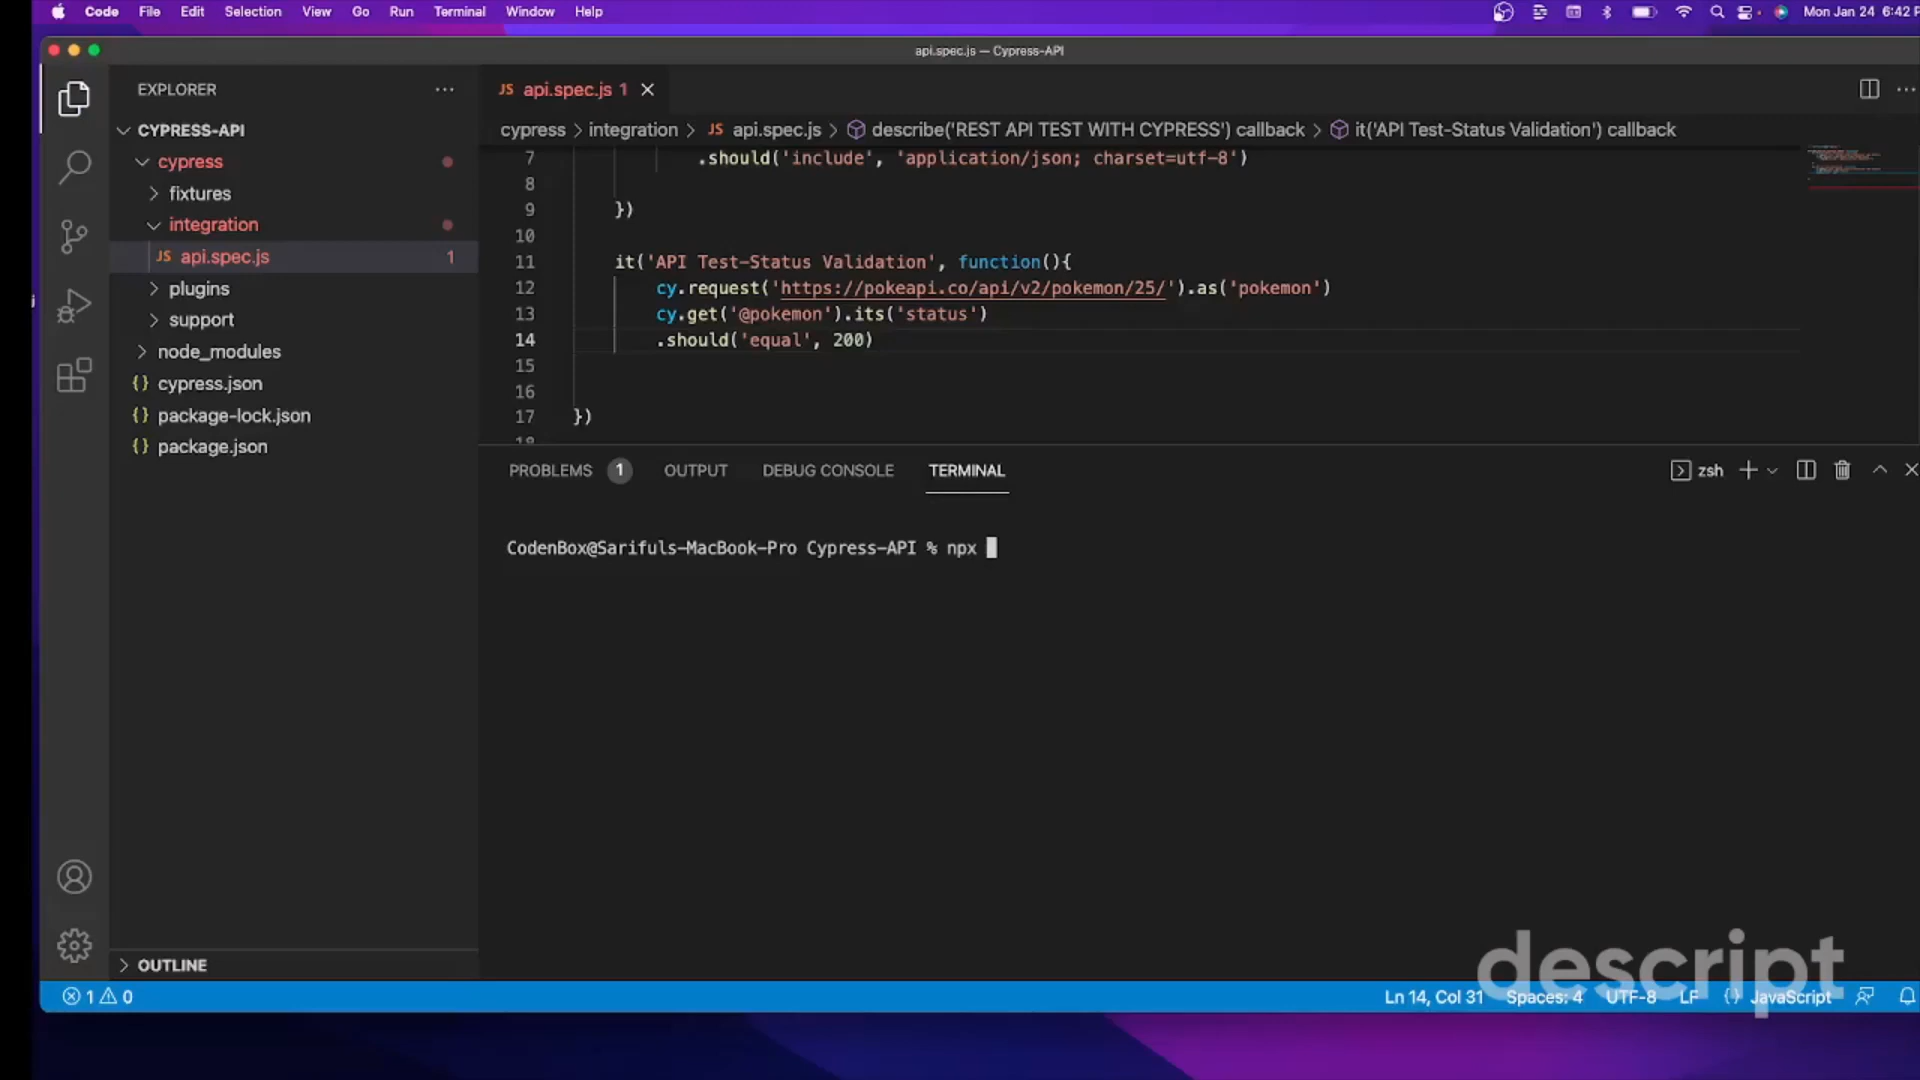 Code File Edit Selection View Go Run Terminal Window Help
Mon Jan 24 6:42 P
api.spec.js — Cypress-API
EXPLORER
CYPRESS-API
cypress
fixtures
integration
JS api.spec.js 1
plugins
support
node_modules
{} cypress.json
{} package-lock.json
{} package.json
OUTLINE
JS api.spec.js 1
cypress > integration > JS api.spec.js > describe('REST API TEST WITH CYPRESS') callback > it('API Test-Status Validation') callback
7 .should('include', 'application/json; charset=utf-8')
8
9 })
10
11 it('API Test-Status Validation', function(){
12 cy.request('https://pokeapi.co/api/v2/pokemon/25/').as('pokemon')
13 cy.get('@pokemon').its('status')
14 .should('equal', 200)
15
16
17 })
18
PROBLEMS 1 OUTPUT DEBUG CONSOLE TERMINAL
zsh
CodenBox@Sarifuls-MacBook-Pro Cypress-API % npx
descript
1 0
Ln 14, Col 31 Spaces: 4 UTF-8 LF {} JavaScript